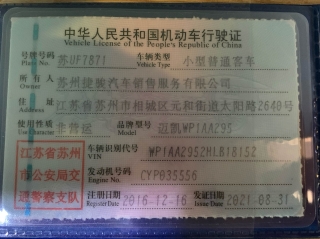 中华人民共和国机动车行驶证
Vehicle License of the People's Republic of China
号牌号码 苏UF7871 车辆类型 小型普通客车
Plate No. Vehicle Type
所有人 苏州捷骏汽车销售服务有限公司
Owner
住址 江苏省苏州市相城区元和街道太阳路2640号
Address
使用性质 非营运 品牌型号 迈凯WP1AA295
Use Character Model
江苏省苏州市公安局交通警察支队
车辆识别代号 WP1AA2952HLB18152
VIN
发动机号码 CYP035556
Engine No.
注册日期 2016-12-16 发证日期 2021-08-31
Register Date Issue Date